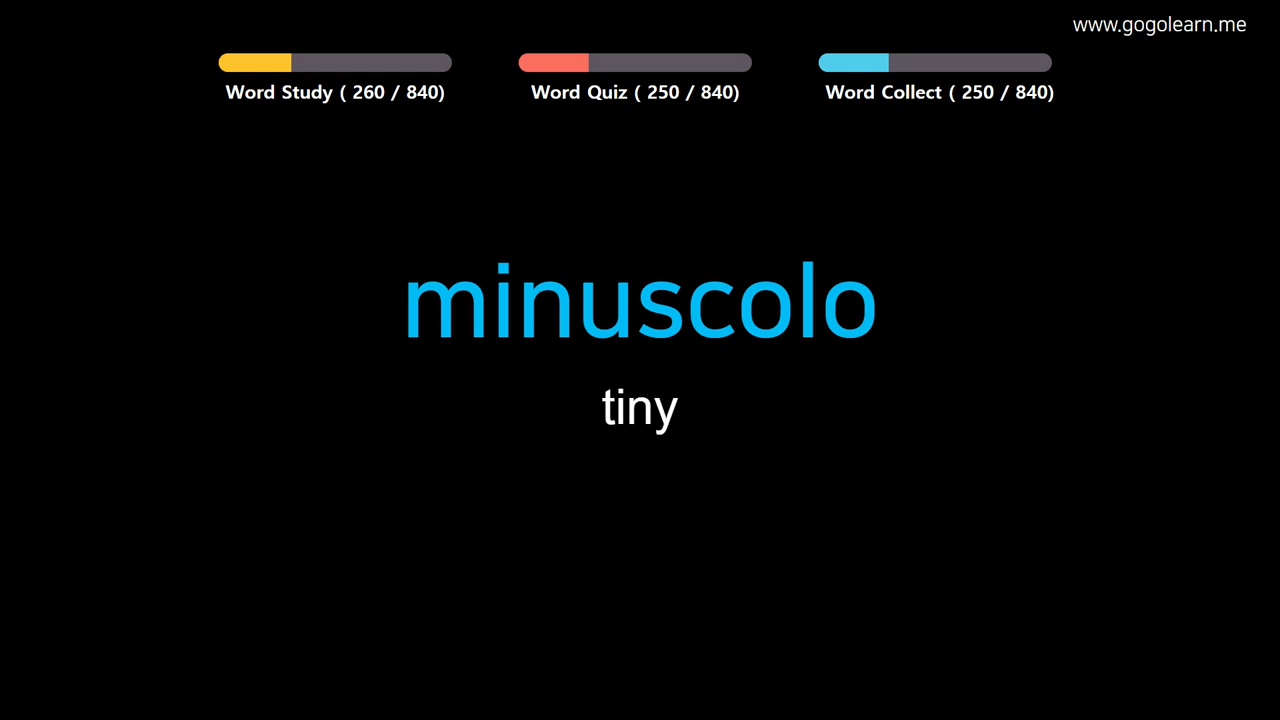 www.gogolearn.me
Word Study ( 260 / 840)
Word Quiz ( 250 / 840)
Word Collect ( 250 / 840)
minuscolo
tiny